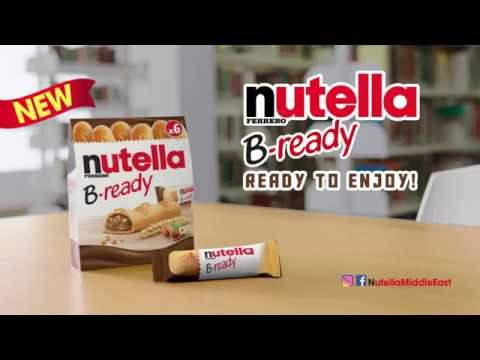 NEW
nutella
FERRERO
B-ready
READY TO ENJOY!
x6
nutella
FERRERO
B-ready
nutella
B-ready
NutellaMiddleEast